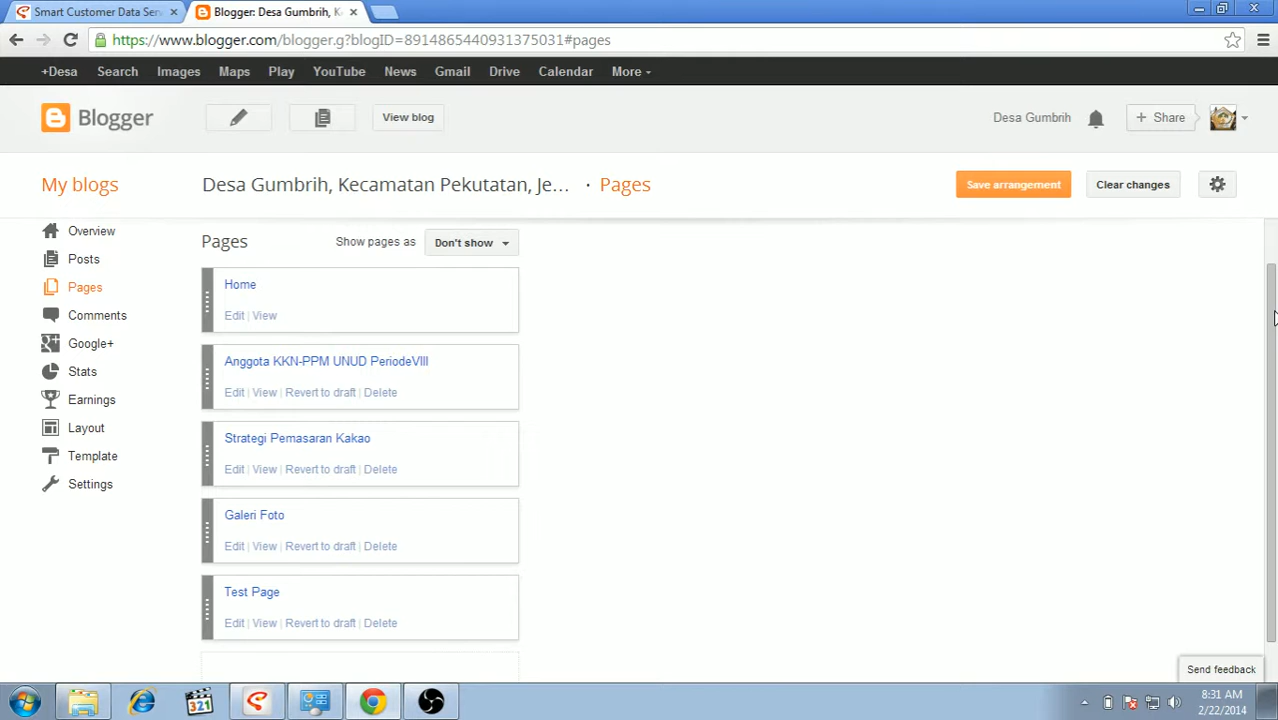 Smart Customer Data Ser
Blogger: Desa Gumbrih, K
https://www.blogger.com/blogger.g?blogID=8914865440931375031#pages
+Desa Search Images Maps Play YouTube News Gmail Drive Calendar More
Blogger View blog Desa Gumbrih + Share
My blogs Desa Gumbrih, Kecamatan Pekutatan, Je... · Pages Save arrangement Clear changes
Overview
Posts
Pages
Comments
Google+
Stats
Earnings
Layout
Template
Settings
Pages Show pages as Don't show
Home
Edit | View
Anggota KKN-PPM UNUD PeriodeVIII
Edit | View | Revert to draft | Delete
Strategi Pemasaran Kakao
Edit | View | Revert to draft | Delete
Galeri Foto
Edit | View | Revert to draft | Delete
Test Page
Edit | View | Revert to draft | Delete
Send feedback
321
8:31 AM
2/22/2014